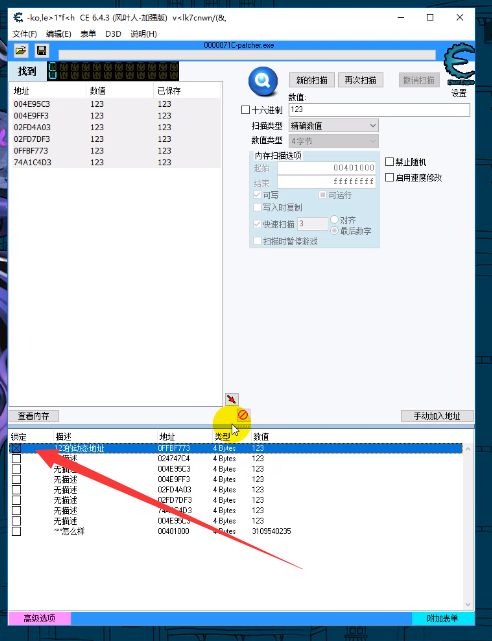 -ko,le>1*f<h CE 6.4.3 (风叶人-加强版) v<lk7cnwn,/(&,
文件(F) 编辑(E) 表单 D3D 说明(H)
0000071C-patcher.exe
找到
新的扫描 再次扫描 撤消扫描
设置
数值:
十六进制 123
扫描类型 精确数值
数值类型 4字节
内存扫描选项
起始 00401000
结束 ffffffff
可写 可运行
写入时复制
快速扫描 3 对齐
最后数字
扫描时暂停游戏
禁止随机
启用速度修改
地址 数值 已保存
004E95C3 123 123
004E9FF3 123 123
02FD4A03 123 123
02FD7DF3 123 123
0FFBF773 123 123
74A1C4D3 123 123
查看内存 手动加入地址
锁定 描述 地址 类型 数值
123的动态地址 0FFBF773 4 Bytes 123
无描述 024747C4 4 Bytes 123
无描述 004E95C3 4 Bytes 123
无描述 004E9FF3 4 Bytes 123
无描述 02FD4A03 4 Bytes 123
无描述 02FD7DF3 4 Bytes 123
无描述 4 Bytes 123
无描述 004E95C3 4 Bytes 123
怎么样 00401000 4 Bytes 3109540235
高级选项 附加表单